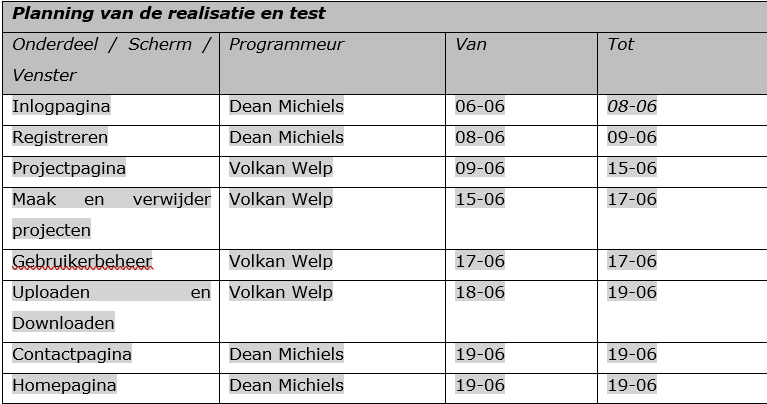 Planning van de realisatie en test
Onderdeel / Scherm / Venster Programmeur Van Tot
Inlogpagina Dean Michiels 06-06 08-06
Registreren Dean Michiels 08-06 09-06
Projectpagina Volkan Welp 09-06 15-06
Maak en verwijder projecten Volkan Welp 15-06 17-06
Gebruikerbeheer Volkan Welp 17-06 17-06
Uploaden en Downloaden Volkan Welp 18-06 19-06
Contactpagina Dean Michiels 19-06 19-06
Homepagina Dean Michiels 19-06 19-06